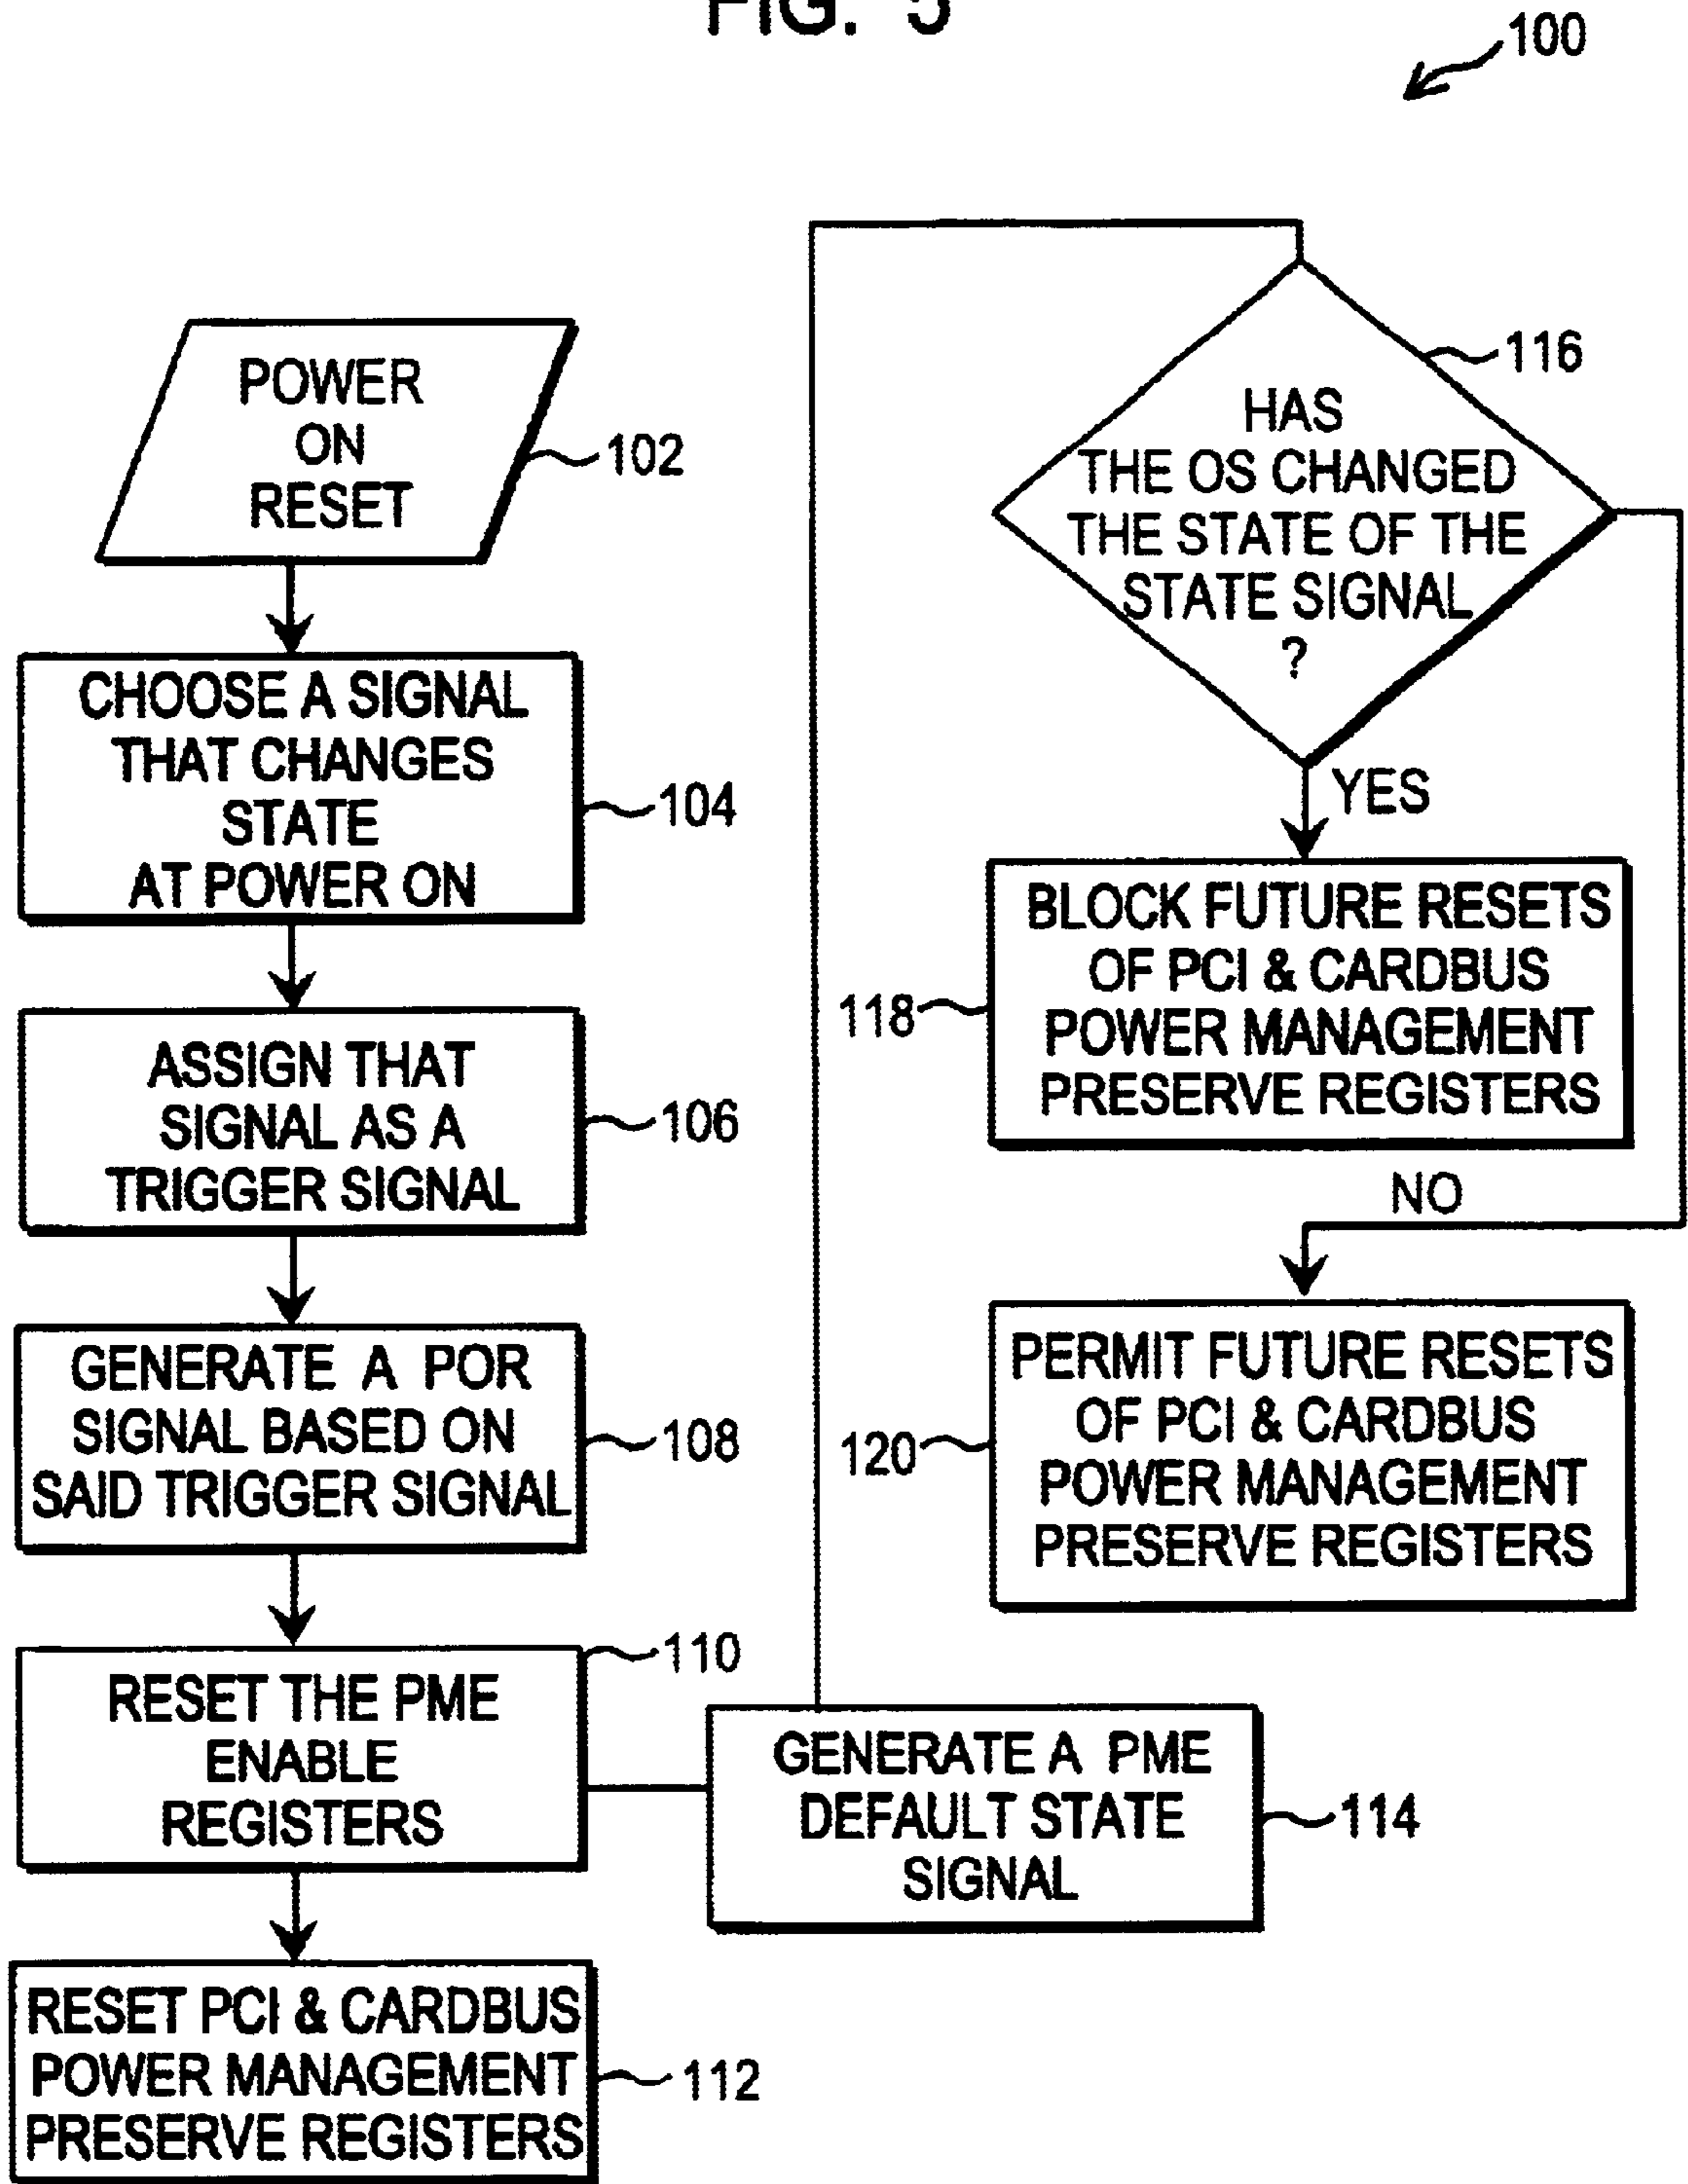 FIG. 5
100
POWER
ON
RESET
102
CHOOSE A SIGNAL
THAT CHANGES
STATE
AT POWER ON
104
ASSIGN THAT
SIGNAL AS A
TRIGGER SIGNAL
106
GENERATE A POR
SIGNAL BASED ON
SAID TRIGGER SIGNAL
108
RESET THE PME
ENABLE
REGISTERS
110
RESET PCI & CARDBUS
POWER MANAGEMENT
PRESERVE REGISTERS
112
GENERATE A PME
DEFAULT STATE
SIGNAL
114
HAS
THE OS CHANGED
THE STATE OF THE
STATE SIGNAL
?
116
YES
BLOCK FUTURE RESETS
OF PCI & CARDBUS
POWER MANAGEMENT
PRESERVE REGISTERS
118
NO
PERMIT FUTURE RESETS
OF PCI & CARDBUS
POWER MANAGEMENT
PRESERVE REGISTERS
120